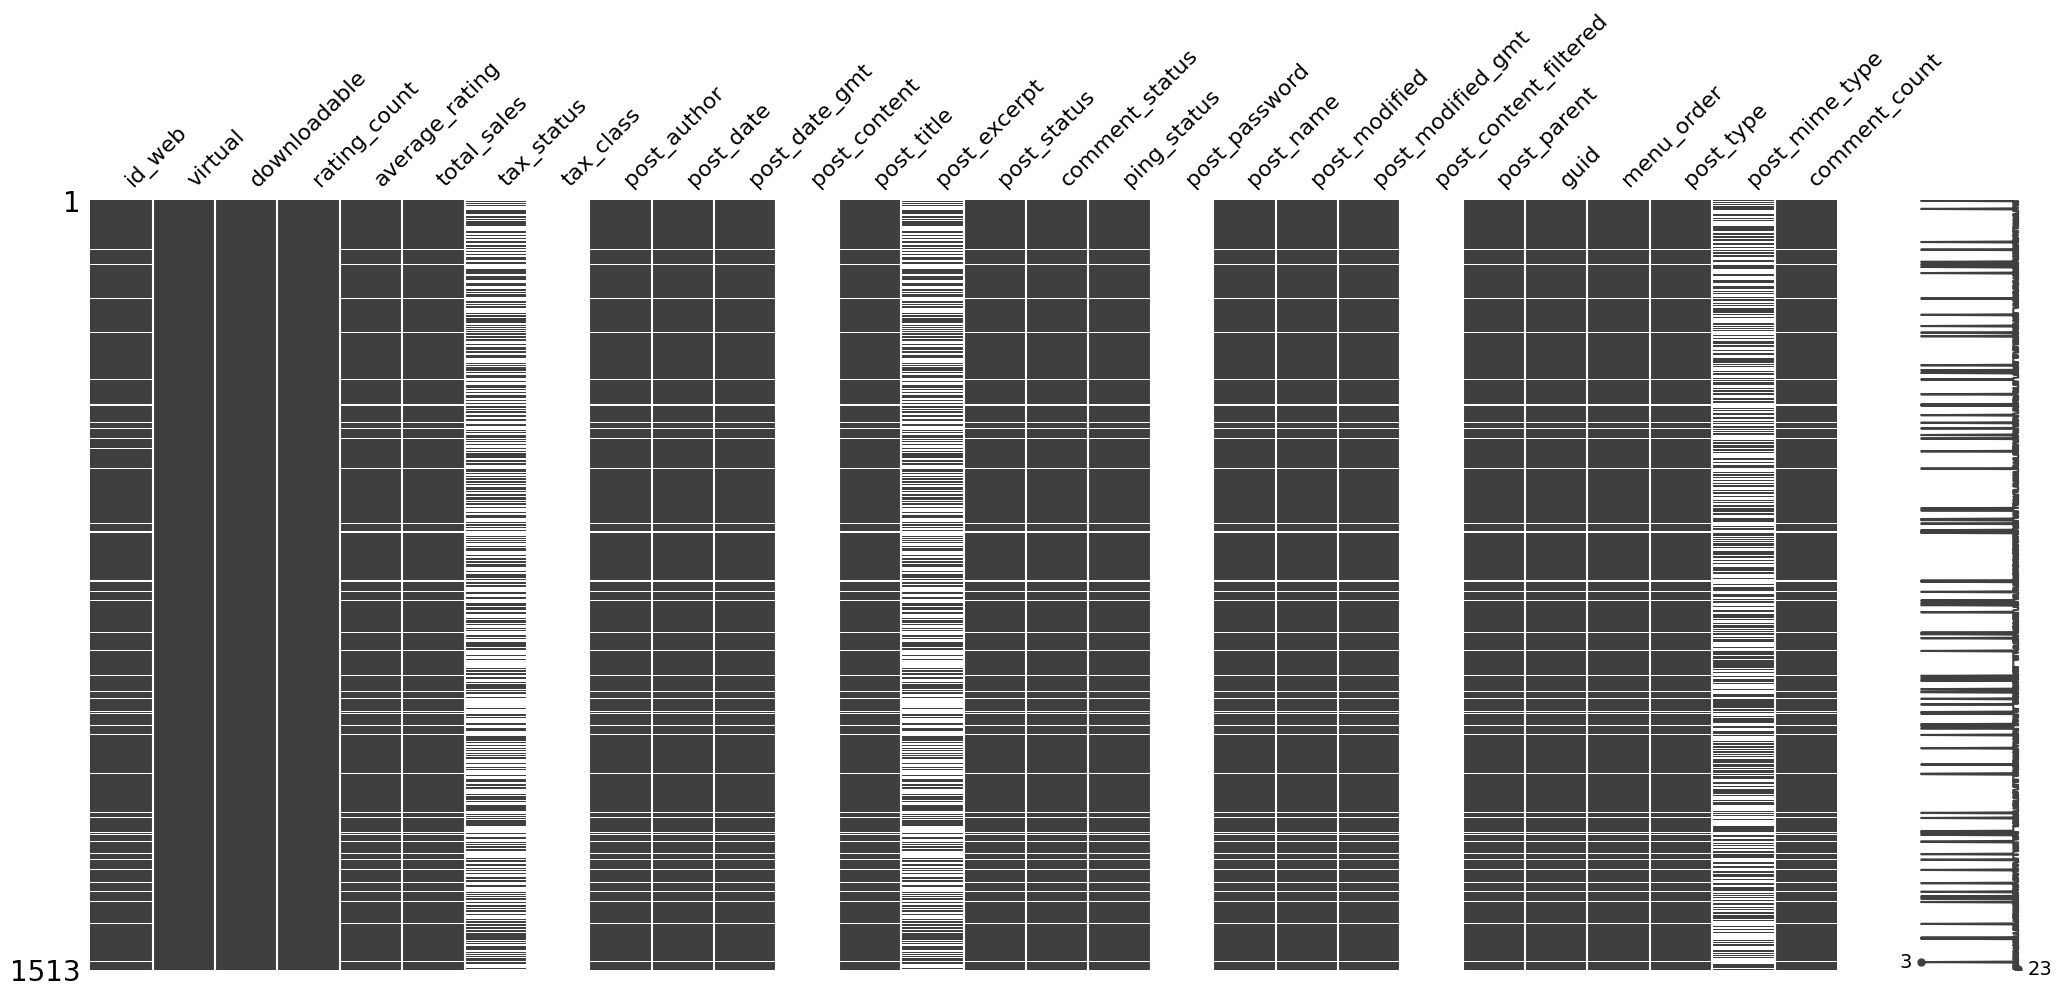 id_web
virtual
downloadable
rating_count
average_rating
total_sales
tax_status
tax_class
post_author
post_date
post_date_gmt
post_content
post_title
post_excerpt
post_status
comment_status
ping_status
post_password
post_name
post_modified
post_modified_gmt
post_content_filtered
post_parent
guid
menu_order
post_type
post_mime_type
comment_count
1
1513
3
23